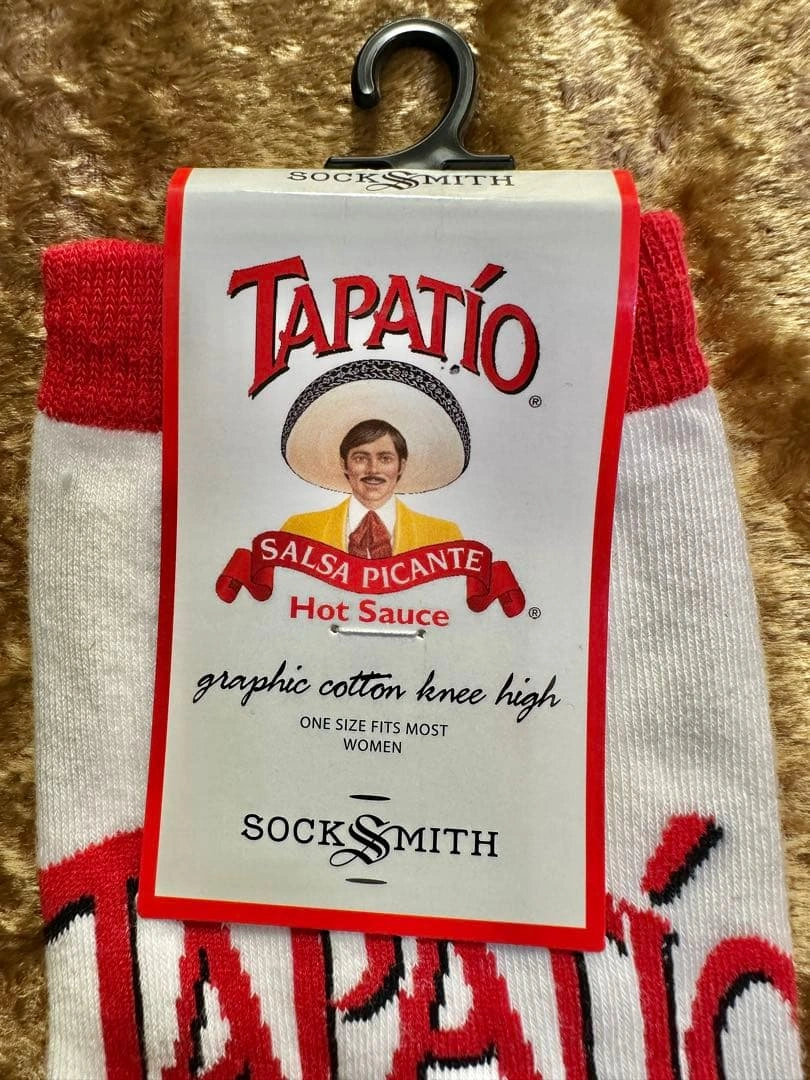 SOCKSMITH
TAPATÍO
®
SALSA PICANTE
Hot Sauce
®
graphic cotton knee high
ONE SIZE FITS MOST
WOMEN
SOCKSMITH
TAPATÍO